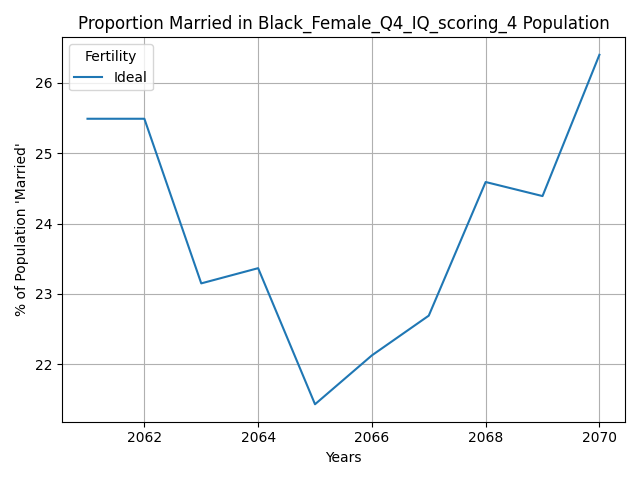 Proportion Married in Black_Female_Q4_IQ_scoring_4 Population
Fertility
Ideal
% of Population 'Married'
26
25
24
23
22
2062 2064 2066 2068 2070
Years